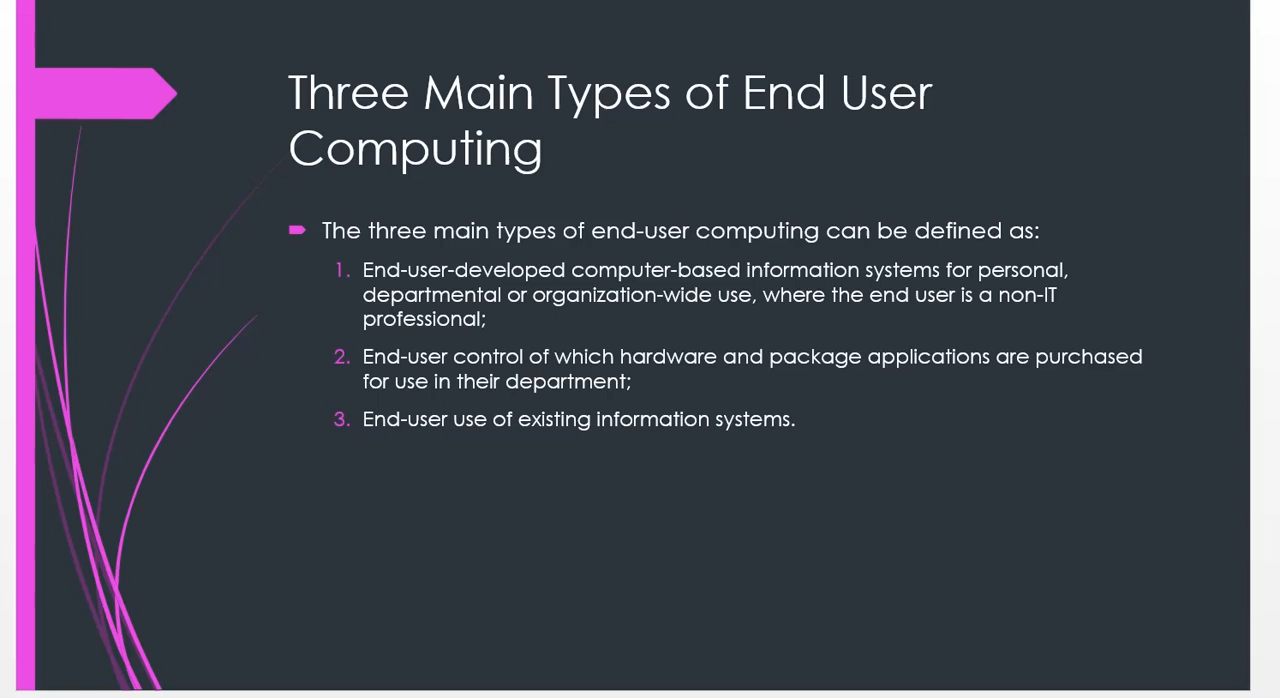 Three Main Types of End User
Computing
The three main types of end-user computing can be defined as:
1. End-user-developed computer-based information systems for personal,
departmental or organization-wide use, where the end user is a non-IT
professional;
2. End-user control of which hardware and package applications are purchased
for use in their department;
3. End-user use of existing information systems.